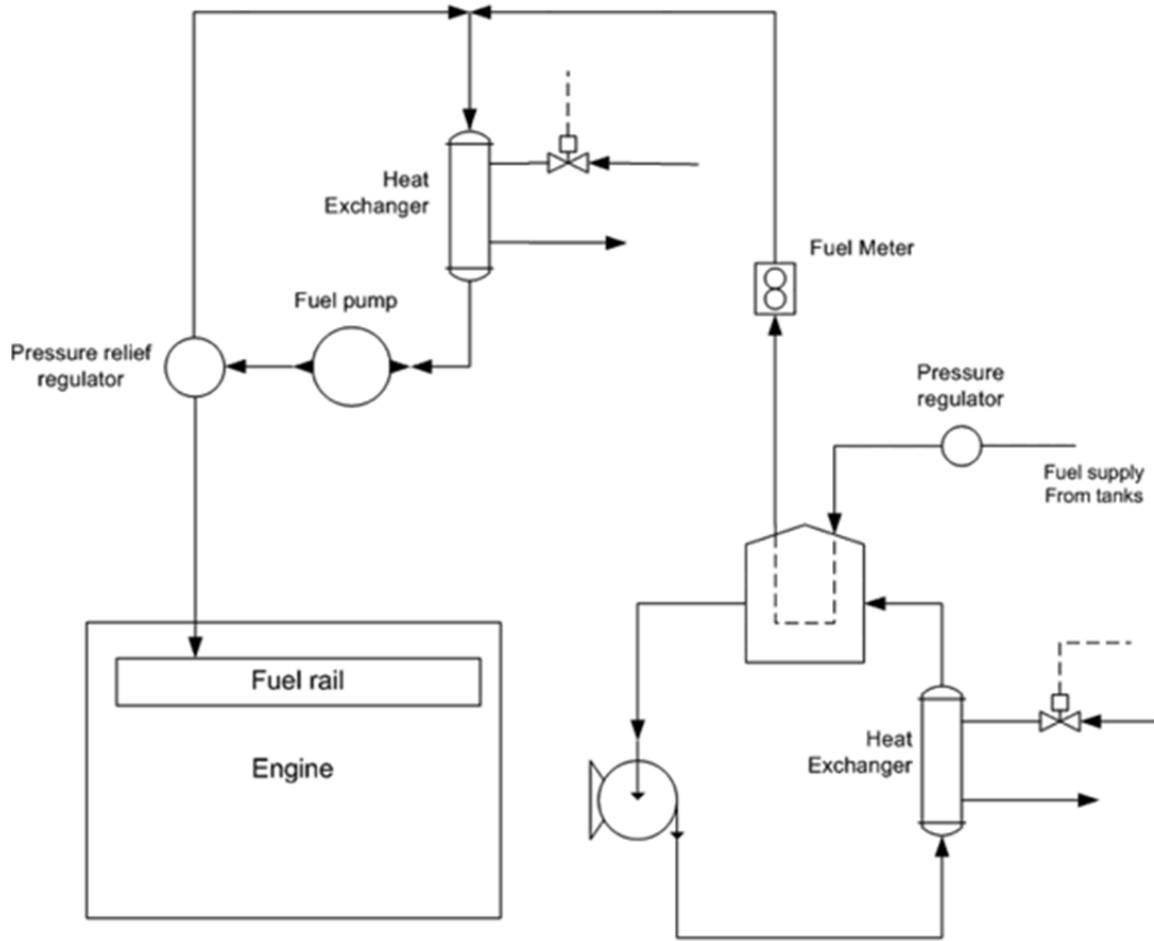 Heat
Exchanger
Fuel Meter
Fuel pump
Pressure relief
regulator
Pressure
regulator
Fuel supply
From tanks
Fuel rail
Engine
Heat
Exchanger